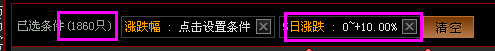 已选条件 (1860只) 涨跌幅 : 点击设置条件 5日涨跌 : 0~+10.00% 清空